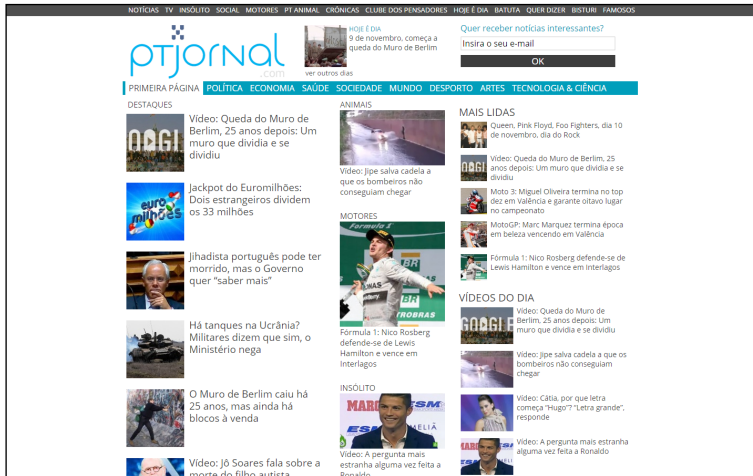 NOTÍCIAS TV INSÓLITO SOCIAL MOTORES PT ANIMAL CRÓNICAS CLUBE DOS PENSADORES HOJE É DIA BATUTA QUER DIZER BISTURI FAMOSOS
ptjornal
.com
HOJE É DIA
9 de novembro, começa a
queda do Muro de Berlim
ver outros dias
Quer receber notícias interessantes?
Insira o seu e-mail
OK
PRIMEIRA PÁGINA POLÍTICA ECONOMIA SAÚDE SOCIEDADE MUNDO DESPORTO ARTES TECNOLOGIA & CIÊNCIA
DESTAQUES
Vídeo: Queda do Muro de
Berlim, 25 anos depois: Um
muro que dividia e se
dividiu
euro
milhões
Jackpot do Euromilhões:
Dois estrangeiros dividem
os 33 milhões
Jihadista português pode ter
morrido, mas o Governo
quer “saber mais”
Há tanques na Ucrânia?
Militares dizem que sim, o
Ministério nega
O Muro de Berlim caiu há
25 anos, mas ainda há
blocos à venda
Vídeo: Jô Soares fala sobre a
morte do filho autista
ANIMAIS
Vídeo: Jipe salva cadela a
que os bombeiros não
conseguiam chegar
MOTORES
BR
PETROBRAS
Fórmula 1: Nico Rosberg
defende-se de Lewis
Hamilton e vence em
Interlagos
INSÓLITO
MARC
ESM
MELIÁ
Vídeo: A pergunta mais
estranha alguma vez feita a
Ronaldo
MAIS LIDAS
Queen, Pink Floyd, Foo Fighters, dia 10
de novembro, dia do Rock
Vídeo: Queda do Muro de Berlim, 25
anos depois: Um muro que dividia e se
dividiu
Moto 3: Miguel Oliveira termina no top
dez em Valência e garante oitavo lugar
no campeonato
MotoGP: Marc Marquez termina época
em beleza vencendo em Valência
Fórmula 1: Nico Rosberg defende-se de
Lewis Hamilton e vence em Interlagos
VÍDEOS DO DIA
Vídeo: Queda do Muro de
Berlim, 25 anos depois: Um
muro que dividia e se dividiu
Vídeo: Jipe salva cadela a que os
bombeiros não conseguiam
chegar
Vídeo: Cátia, por que letra
começa “Hugo”? “Letra grande”,
responde
Vídeo: A pergunta mais estranha
alguma vez feita a Ronaldo